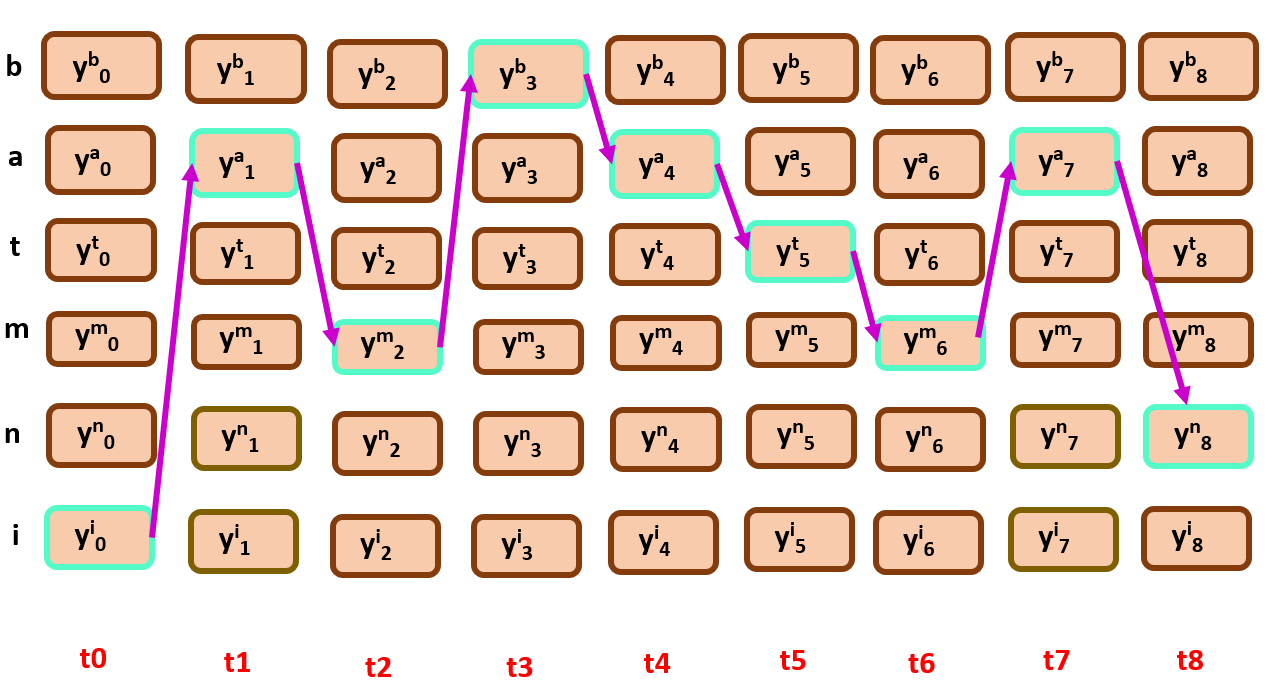 b y^b_0 y^b_1 y^b_2 y^b_3 y^b_4 y^b_5 y^b_6 y^b_7 y^b_8
a y^a_0 y^a_1 y^a_2 y^a_3 y^a_4 y^a_5 y^a_6 y^a_7 y^a_8
t y^t_0 y^t_1 y^t_2 y^t_3 y^t_4 y^t_5 y^t_6 y^t_7 y^t_8
m y^m_0 y^m_1 y^m_2 y^m_3 y^m_4 y^m_5 y^m_6 y^m_7 y^m_8
n y^n_0 y^n_1 y^n_2 y^n_3 y^n_4 y^n_5 y^n_6 y^n_7 y^n_8
i y^i_0 y^i_1 y^i_2 y^i_3 y^i_4 y^i_5 y^i_6 y^i_7 y^i_8
t0 t1 t2 t3 t4 t5 t6 t7 t8